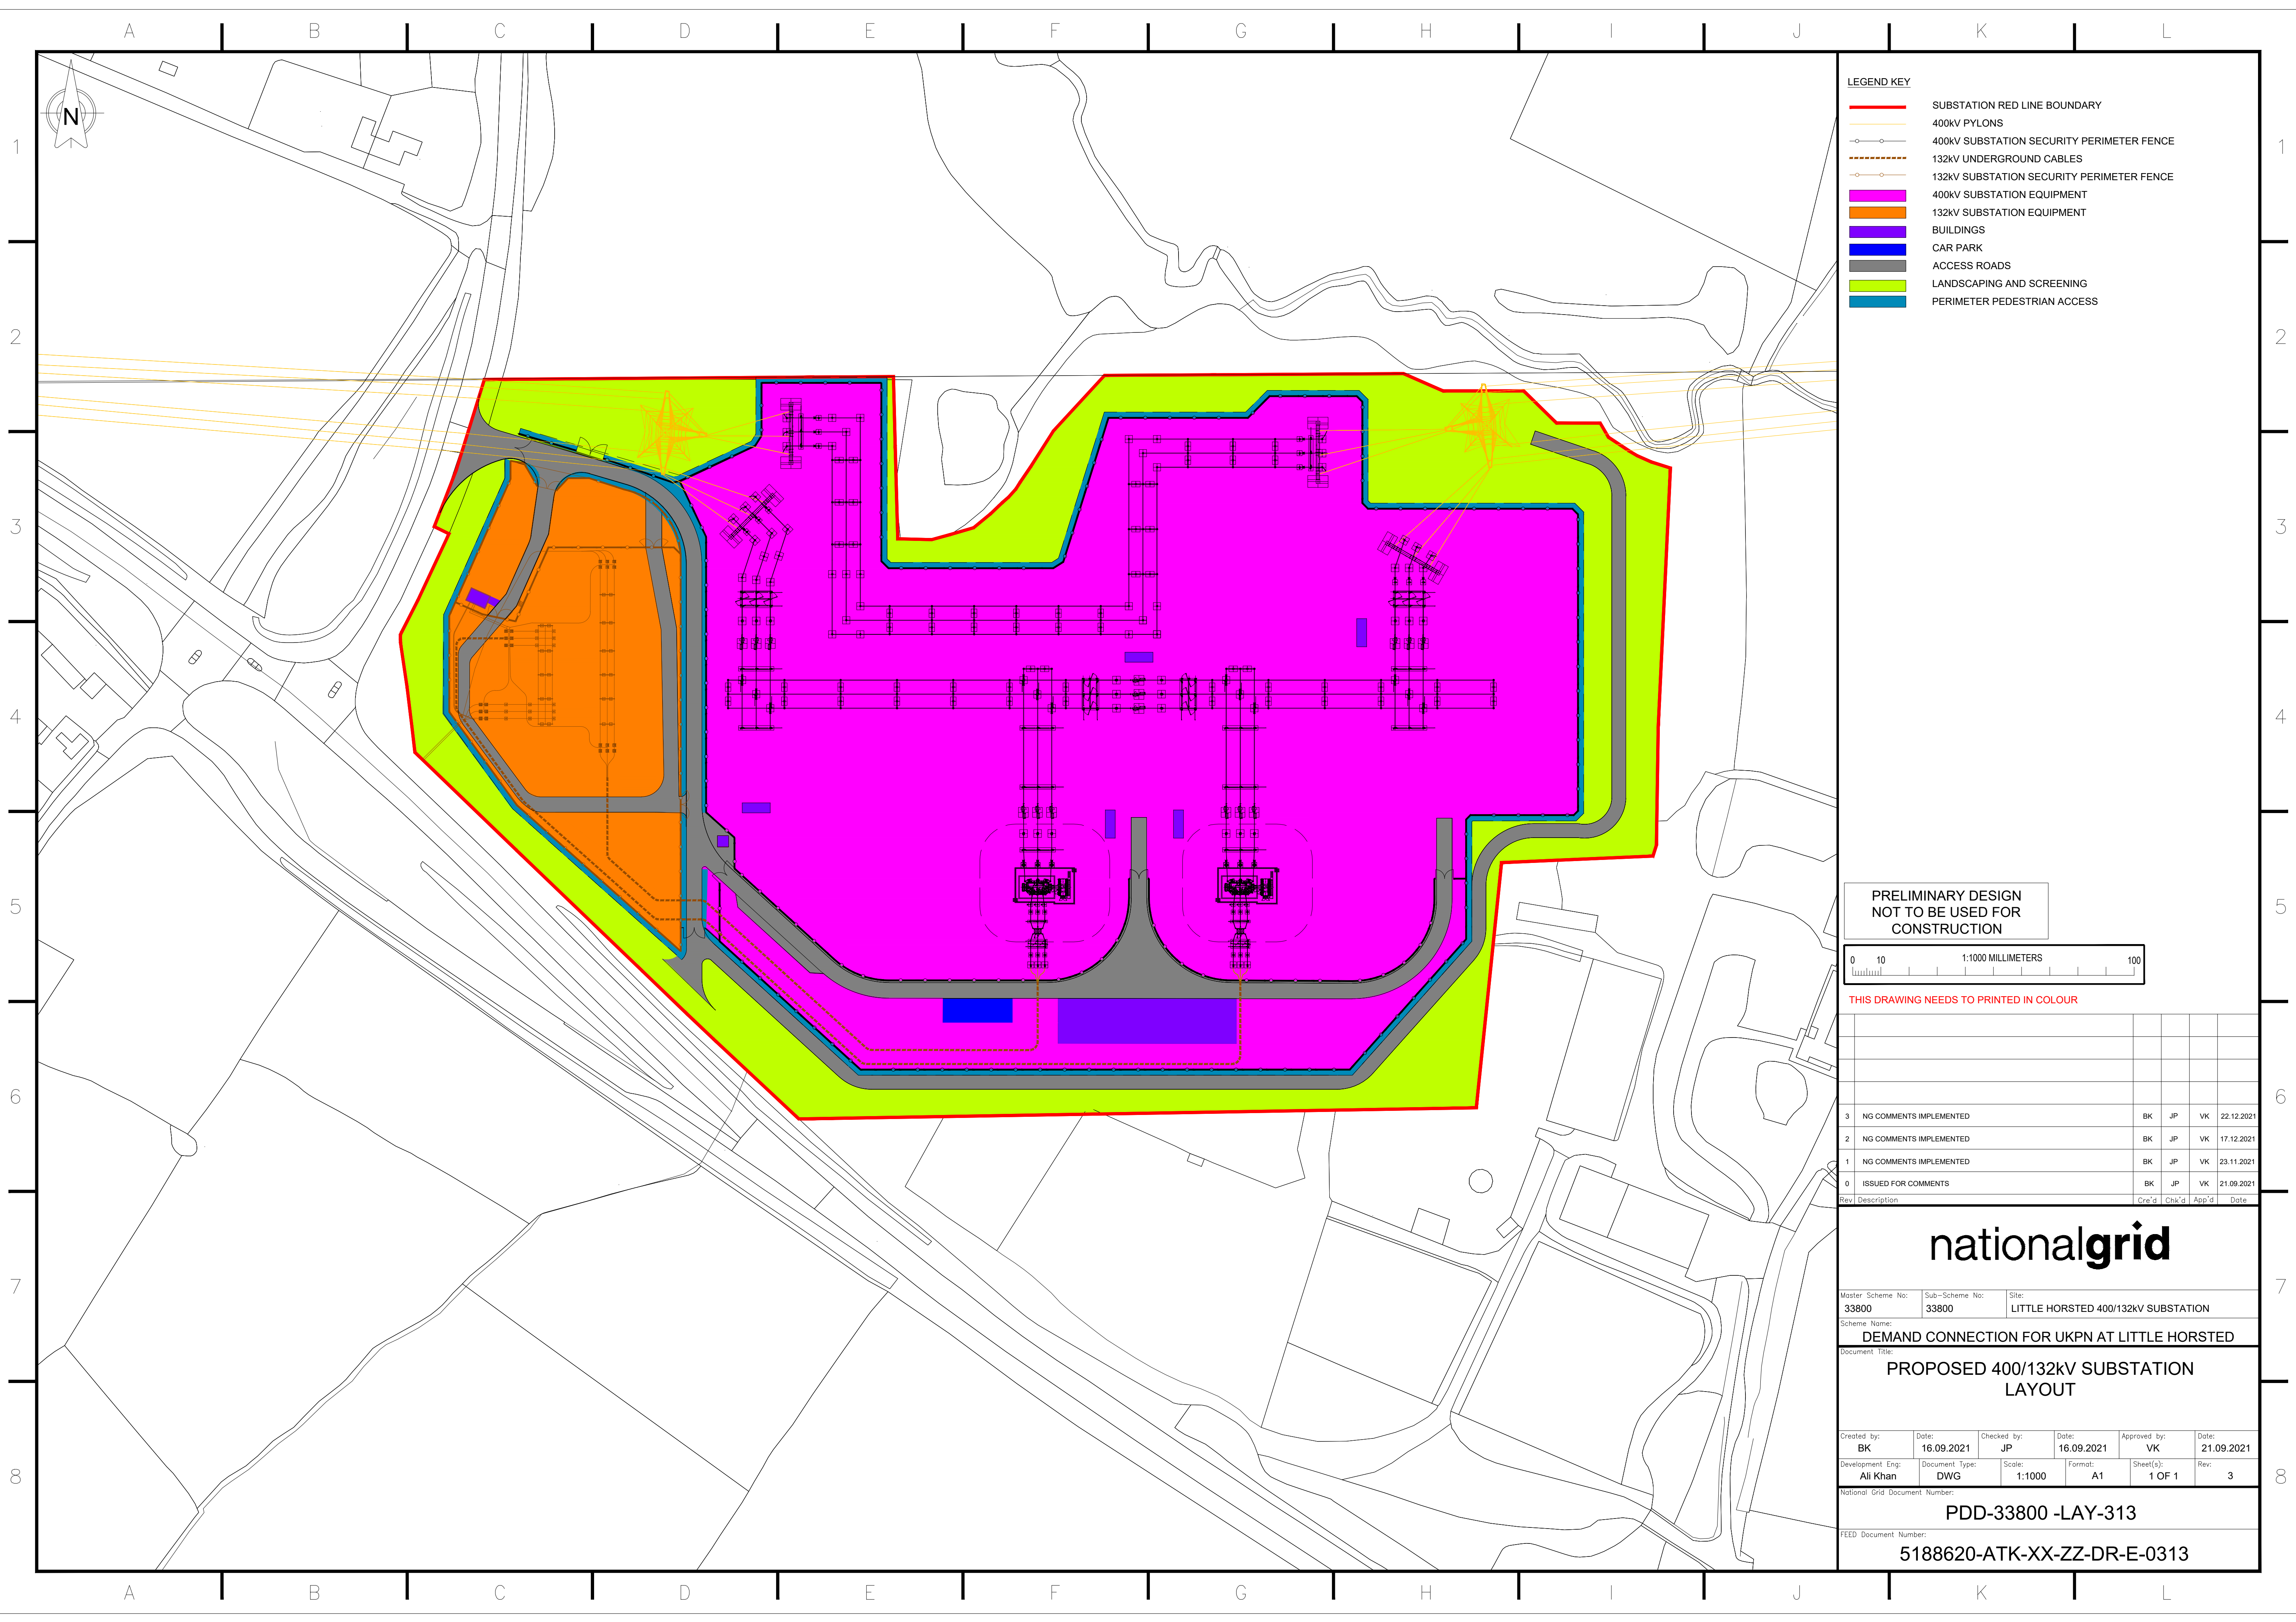 A B C D E F G H I J K L
N
1 1
2 2
3 3
4 4
5 5
6 6
7 7
8 8
A B C D E F G H I J K L
LEGEND KEY
SUBSTATION RED LINE BOUNDARY
400kV PYLONS
400kV SUBSTATION SECURITY PERIMETER FENCE
132kV UNDERGROUND CABLES
132kV SUBSTATION SECURITY PERIMETER FENCE
400kV SUBSTATION EQUIPMENT
132kV SUBSTATION EQUIPMENT
BUILDINGS
CAR PARK
ACCESS ROADS
LANDSCAPING AND SCREENING
PERIMETER PEDESTRIAN ACCESS
PRELIMINARY DESIGN
NOT TO BE USED FOR
CONSTRUCTION
0 10 1:1000 MILLIMETERS 100
THIS DRAWING NEEDS TO PRINTED IN COLOUR
3 NG COMMENTS IMPLEMENTED BK JP VK 22.12.2021
2 NG COMMENTS IMPLEMENTED BK JP VK 17.12.2021
1 NG COMMENTS IMPLEMENTED BK JP VK 23.11.2021
0 ISSUED FOR COMMENTS BK JP VK 21.09.2021
Rev Description Cre'd Chk'd App'd Date
nationalgrid
Master Scheme No: Sub-Scheme No: Site:
33800 33800 LITTLE HORSTED 400/132kV SUBSTATION
Scheme Name:
DEMAND CONNECTION FOR UKPN AT LITTLE HORSTED
Document Title:
PROPOSED 400/132kV SUBSTATION
LAYOUT
Created by: Date: Checked by: Date: Approved by: Date:
BK 16.09.2021 JP 16.09.2021 VK 21.09.2021
Development Eng: Document Type: Scale: Format: Sheet(s): Rev:
Ali Khan DWG 1:1000 A1 1 OF 1 3
National Grid Document Number:
PDD-33800 -LAY-313
FEED Document Number:
5188620-ATK-XX-ZZ-DR-E-0313